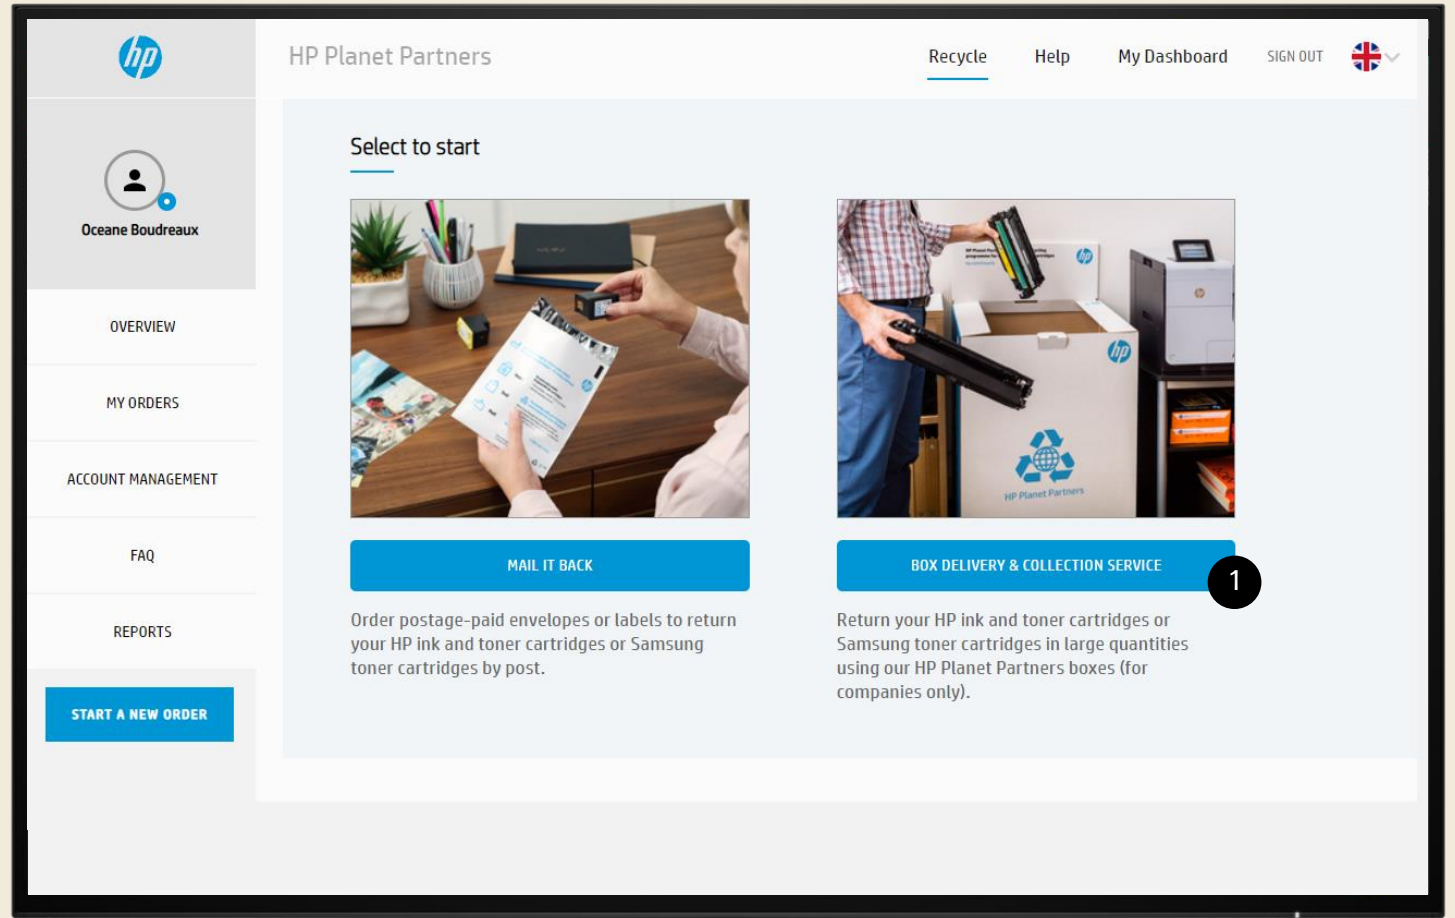 hp
HP Planet Partners
Recycle
Help
My Dashboard
SIGN OUT
Oceane Boudreaux
OVERVIEW
MY ORDERS
ACCOUNT MANAGEMENT
FAQ
REPORTS
START A NEW ORDER
Select to start
hp
HP Planet Partners
MAIL IT BACK
Order postage-paid envelopes or labels to return
your HP ink and toner cartridges or Samsung
toner cartridges by post.
BOX DELIVERY & COLLECTION SERVICE
1
Return your HP ink and toner cartridges or
Samsung toner cartridges in large quantities
using our HP Planet Partners boxes (for
companies only).